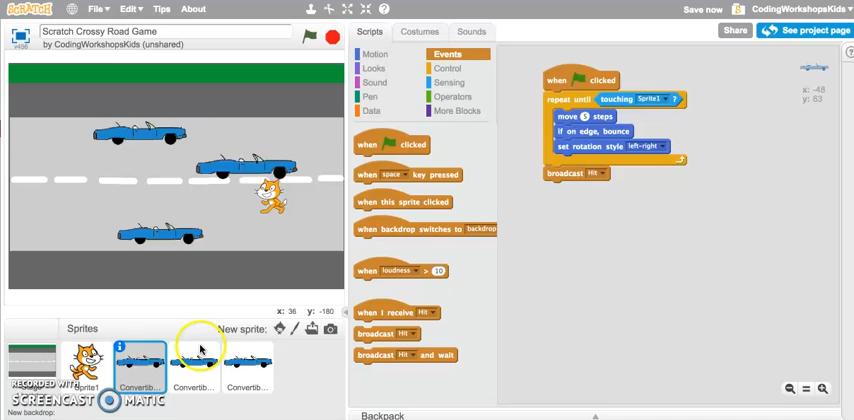 SCRATCH File Edit Tips About Save now CodingWorkshopsKids
v456 Scratch Crossy Road Game
by CodingWorkshopsKids (unshared)
Share See project page
Scripts Costumes Sounds
Motion Events
Looks Control
Sound Sensing
Pen Operators
Data More Blocks
when clicked
when space key pressed
when this sprite clicked
when backdrop switches to backdrop
when loudness > 10
when I receive Hit
broadcast Hit
broadcast Hit and wait
when clicked
repeat until touching Sprite1 ?
move 5 steps
if on edge, bounce
set rotation style left-right
broadcast Hit
x: -48
y: 63
x: 36 y: -180
Sprites New sprite:
Stage Sprite1 Convertib... Convertib... Convertib...
New backdrop:
RECORDED WITH
SCREENCAST MATIC
Backpack